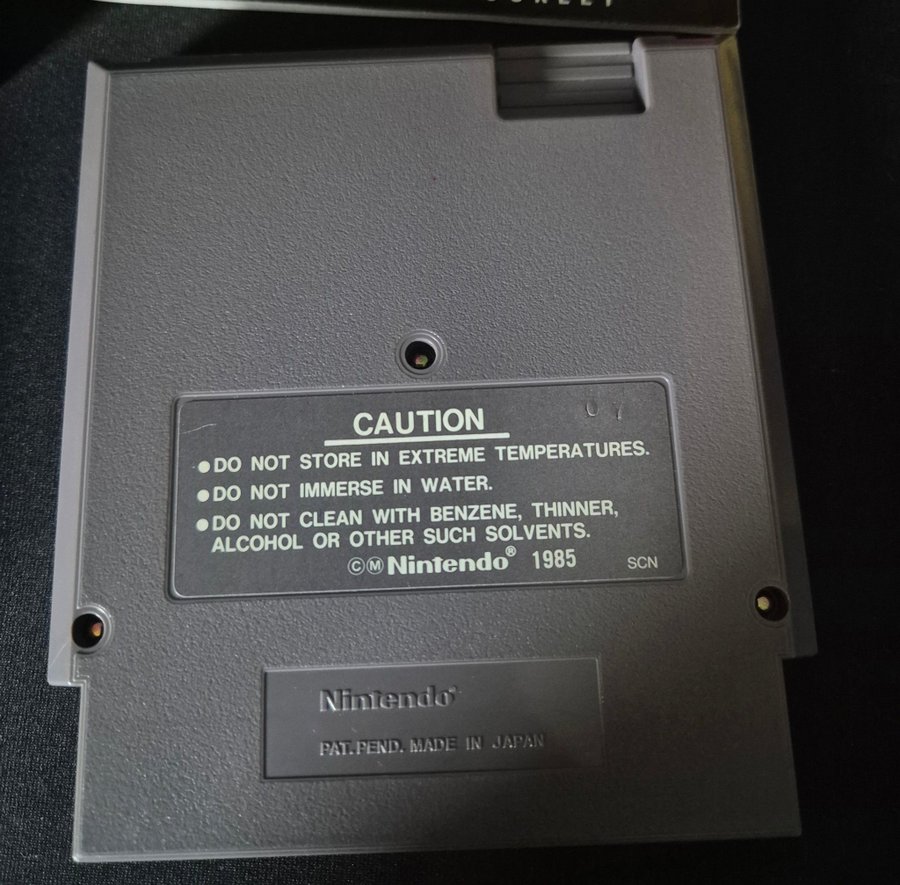 CAUTION
07
●DO NOT STORE IN EXTREME TEMPERATURES.
●DO NOT IMMERSE IN WATER.
●DO NOT CLEAN WITH BENZENE, THINNER,
ALCOHOL OR OTHER SUCH SOLVENTS.
©Ⓜ Nintendo® 1985 SCN
Nintendo®
PAT. PEND. MADE IN JAPAN